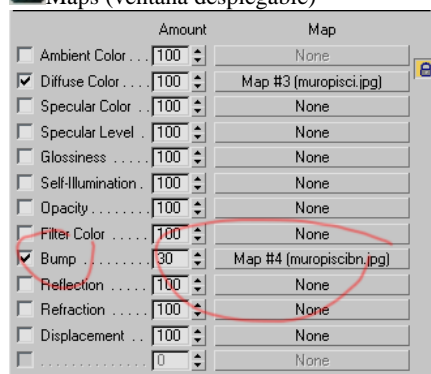 Maps (ventana desplegable)
Amount Map
Ambient Color . . . 100 None
Diffuse Color . . . . 100 Map #3 (muropisci.jpg)
Specular Color . . 100 None
Specular Level . 100 None
Glossiness . . . . . 100 None
Self-Illumination . 100 None
Opacity . . . . . . . . 100 None
Filter Color . . . . . 100 None
Bump . . . . . . . . . 30 Map #4 (muropiscibn.jpg)
Reflection . . . . . 100 None
Refraction . . . . . 100 None
Displacement . . 100 None
. . . . . . . . . . . . . . . 0 None